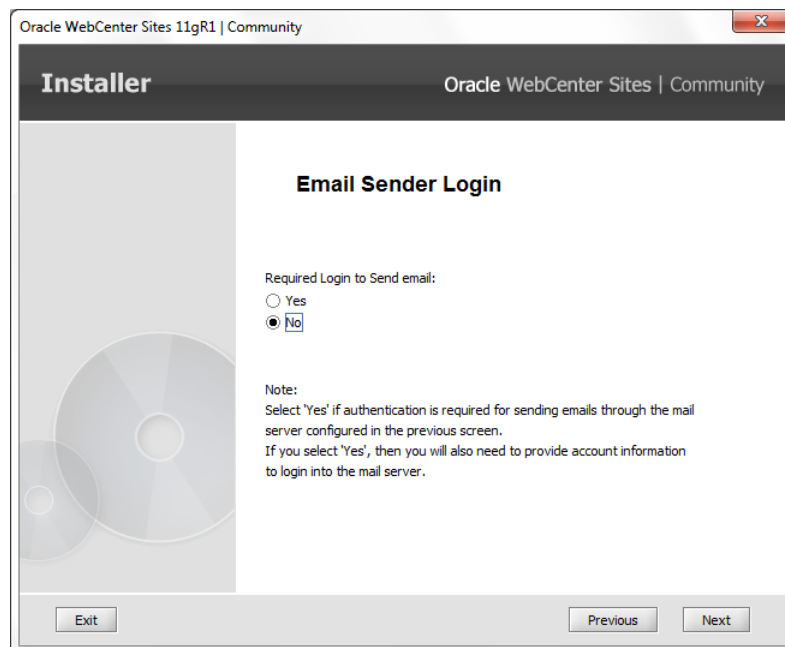 Oracle WebCenter Sites 11gR1 | Community
x
Installer
Oracle WebCenter Sites | Community
Email Sender Login
Required Login to Send email:
Yes
No
Note:
Select 'Yes' if authentication is required for sending emails through the mail
server configured in the previous screen.
If you select 'Yes', then you will also need to provide account information
to login into the mail server.
Exit
Previous
Next